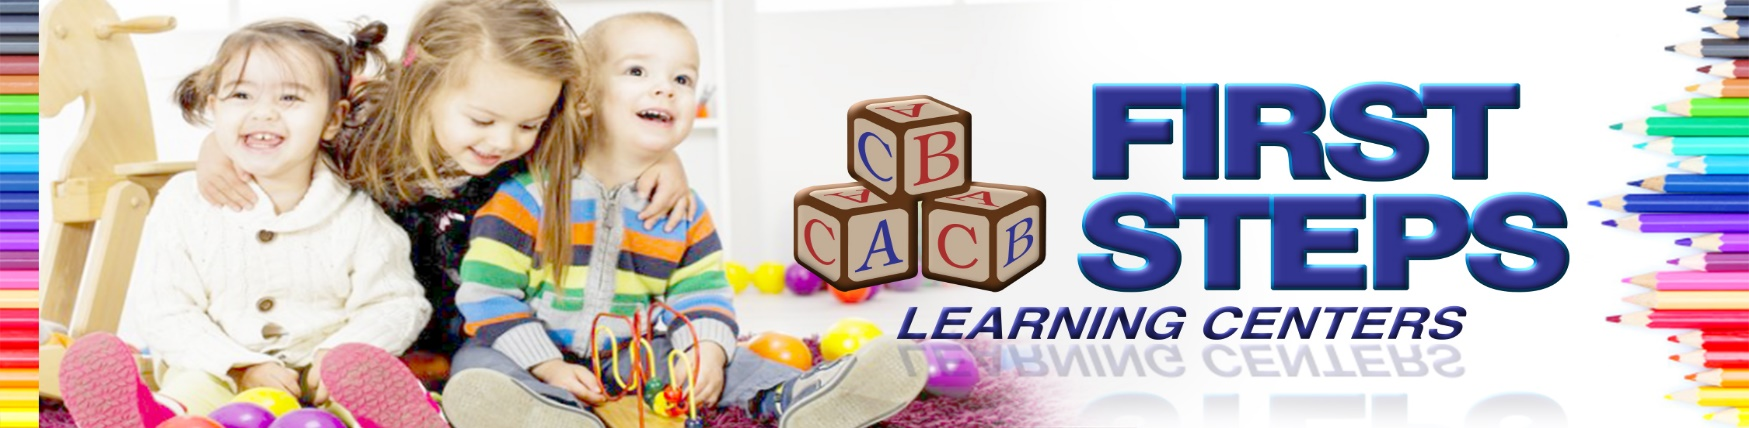 A
C B
A
C A
A
C B
FIRST
STEPS
LEARNING CENTERS